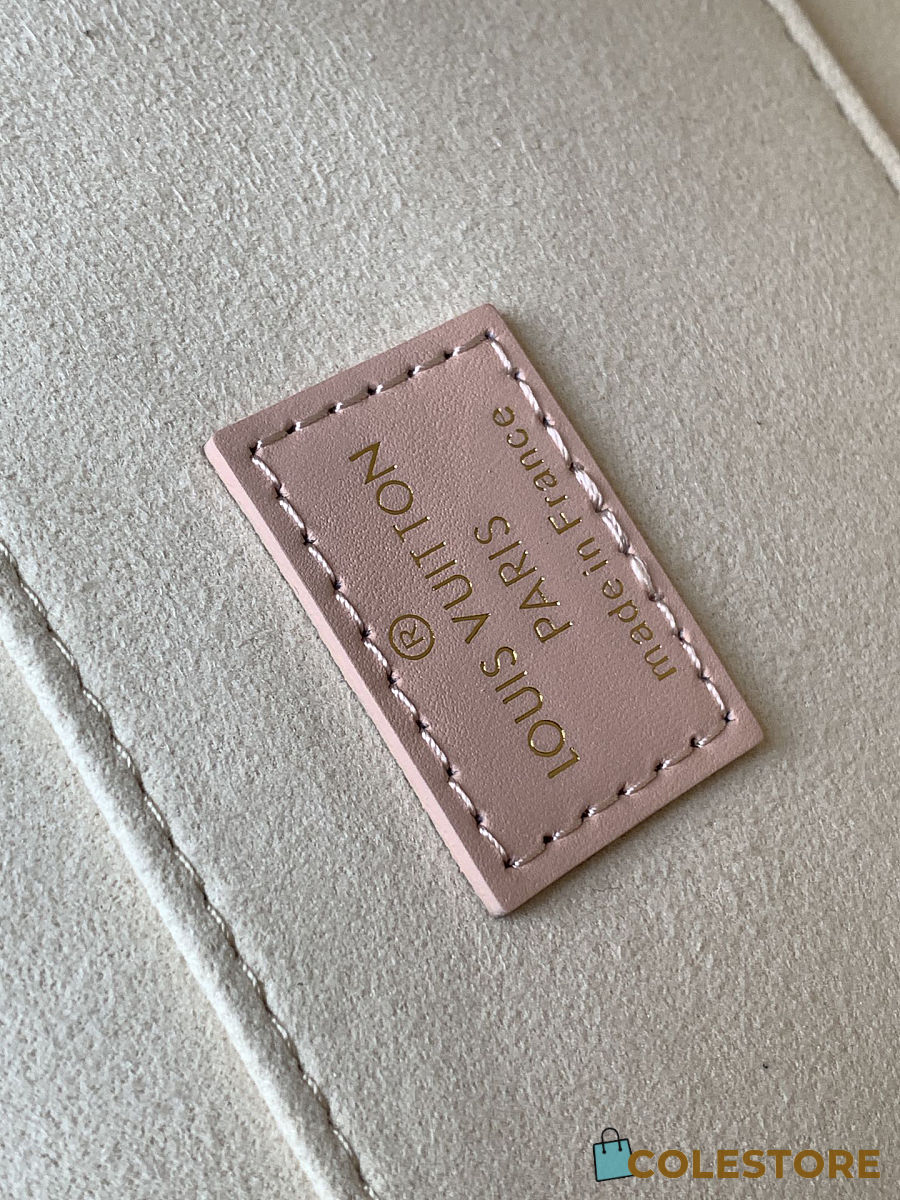 ®
LOUIS VUITTON
PARIS
made in France
COLESTORE